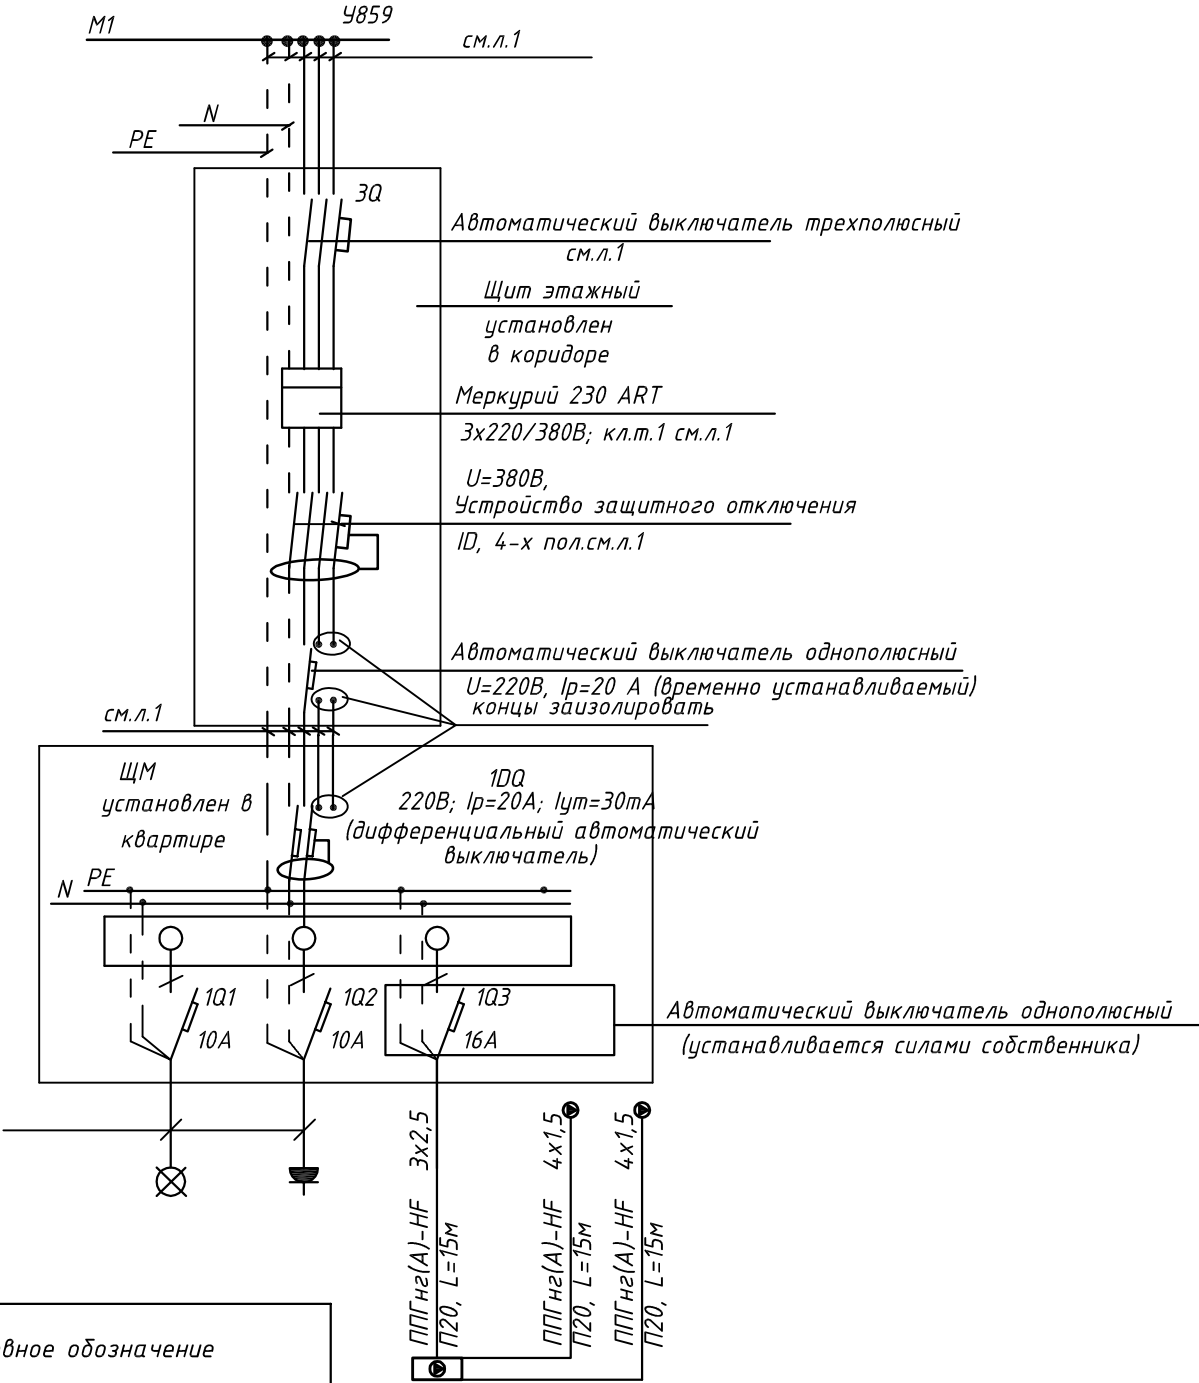 М1
У859
см.л.1
N
PE
3Q
Автоматический выключатель трехполюсный
см.л.1
Щит этажный
установлен
в коридоре
Меркурий 230 ART
3х220/380В; кл.т.1 см.л.1
U=380В,
Устройство защитного отключения
ID, 4-х пол.см.л.1
Автоматический выключатель однополюсный
U=220В, Iр=20 А (временно устанавливаемый)
концы заизолировать
см.л.1
ЩМ
установлен в
квартире
1DQ
220В; Iр=20А; Iут=30mA
(дифференциальный автоматический
выключатель)
PE
N
1Q1
10А
1Q2
10А
1Q3
16А
Автоматический выключатель однополюсный
(устанавливается силами собственника)
ППГнг(А)-HF 3х2,5
П20, L=15м
ППГнг(А)-HF 4х1,5
П20, L=15м
ППГнг(А)-HF 4х1,5
П20, L=15м
вное обозначение